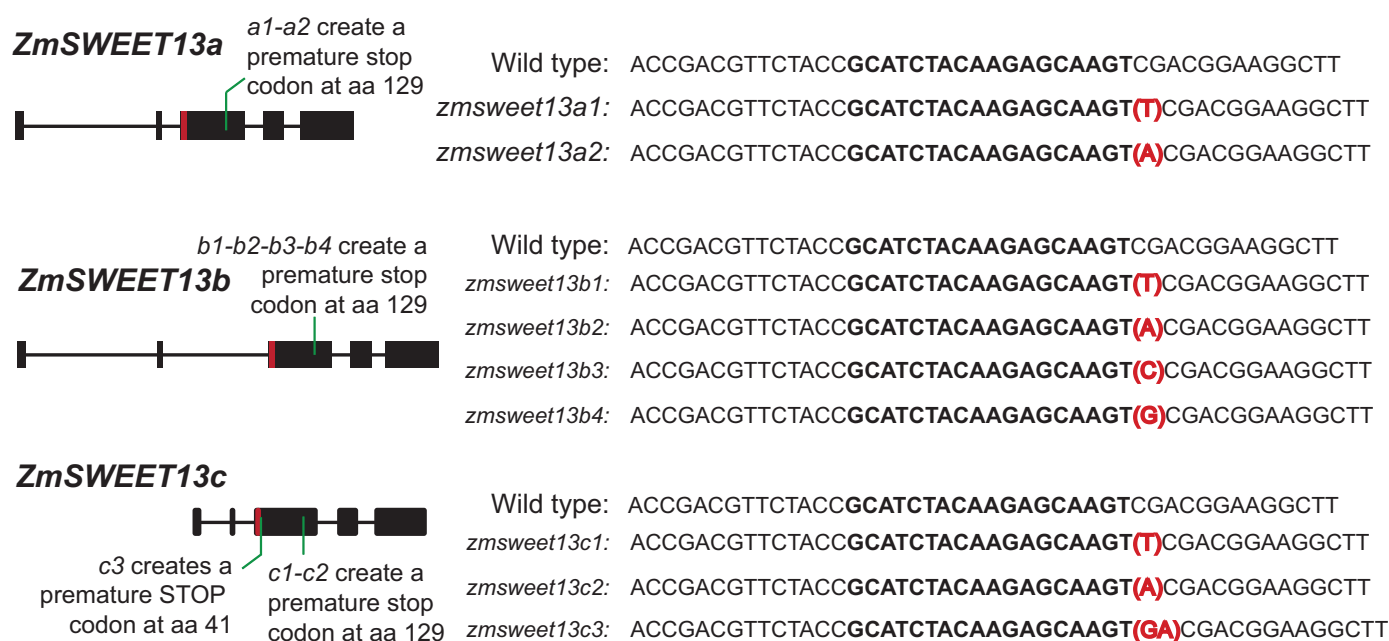 ZmSWEET13a
a1-a2 create a
premature stop
codon at aa 129
Wild type: ACCGACGTTCTACCGCATCTACAAGAGCAAGTCGACGGAAGGCTT
zmsweet13a1: ACCGACGTTCTACCGCATCTACAAGAGCAAGT(T)CGACGGAAGGCTT
zmsweet13a2: ACCGACGTTCTACCGCATCTACAAGAGCAAGT(A)CGACGGAAGGCTT
ZmSWEET13b
b1-b2-b3-b4 create a
premature stop
codon at aa 129
Wild type: ACCGACGTTCTACCGCATCTACAAGAGCAAGTCGACGGAAGGCTT
zmsweet13b1: ACCGACGTTCTACCGCATCTACAAGAGCAAGT(T)CGACGGAAGGCTT
zmsweet13b2: ACCGACGTTCTACCGCATCTACAAGAGCAAGT(A)CGACGGAAGGCTT
zmsweet13b3: ACCGACGTTCTACCGCATCTACAAGAGCAAGT(C)CGACGGAAGGCTT
zmsweet13b4: ACCGACGTTCTACCGCATCTACAAGAGCAAGT(G)CGACGGAAGGCTT
ZmSWEET13c
c3 creates a
premature STOP
codon at aa 41
c1-c2 create a
premature stop
codon at aa 129
Wild type: ACCGACGTTCTACCGCATCTACAAGAGCAAGTCGACGGAAGGCTT
zmsweet13c1: ACCGACGTTCTACCGCATCTACAAGAGCAAGT(T)CGACGGAAGGCTT
zmsweet13c2: ACCGACGTTCTACCGCATCTACAAGAGCAAGT(A)CGACGGAAGGCTT
zmsweet13c3: ACCGACGTTCTACCGCATCTACAAGAGCAAGT(GA)CGACGGAAGGCTT